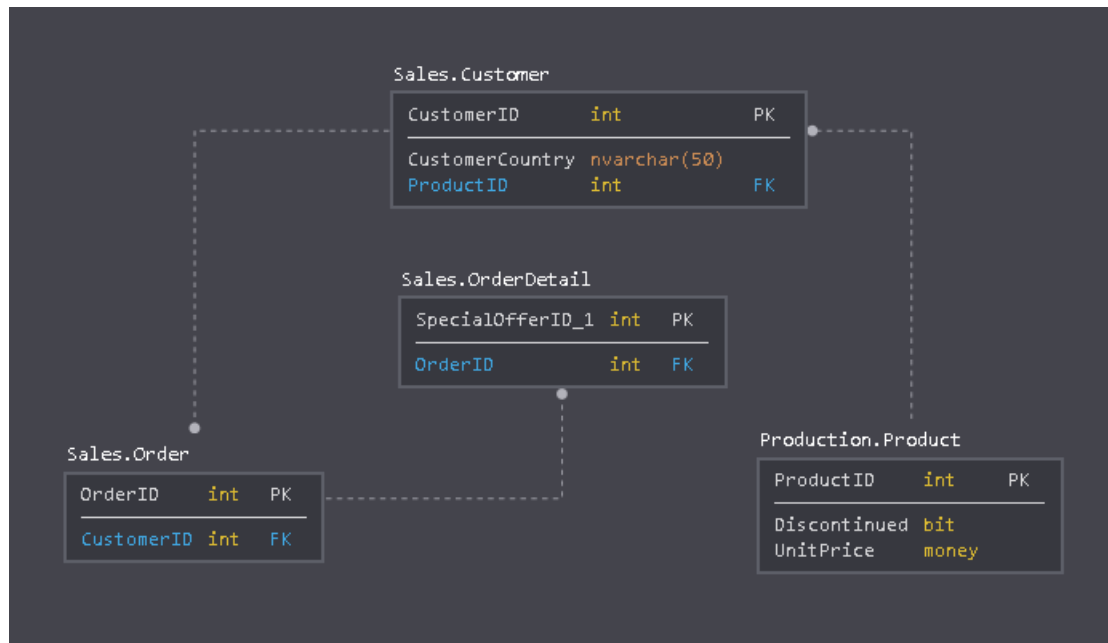 Sales.Customer
CustomerID int PK
CustomerCountry nvarchar(50)
ProductID int FK
Sales.OrderDetail
SpecialOfferID_1 int PK
OrderID int FK
Sales.Order
OrderID int PK
CustomerID int FK
Production.Product
ProductID int PK
Discontinued bit
UnitPrice money